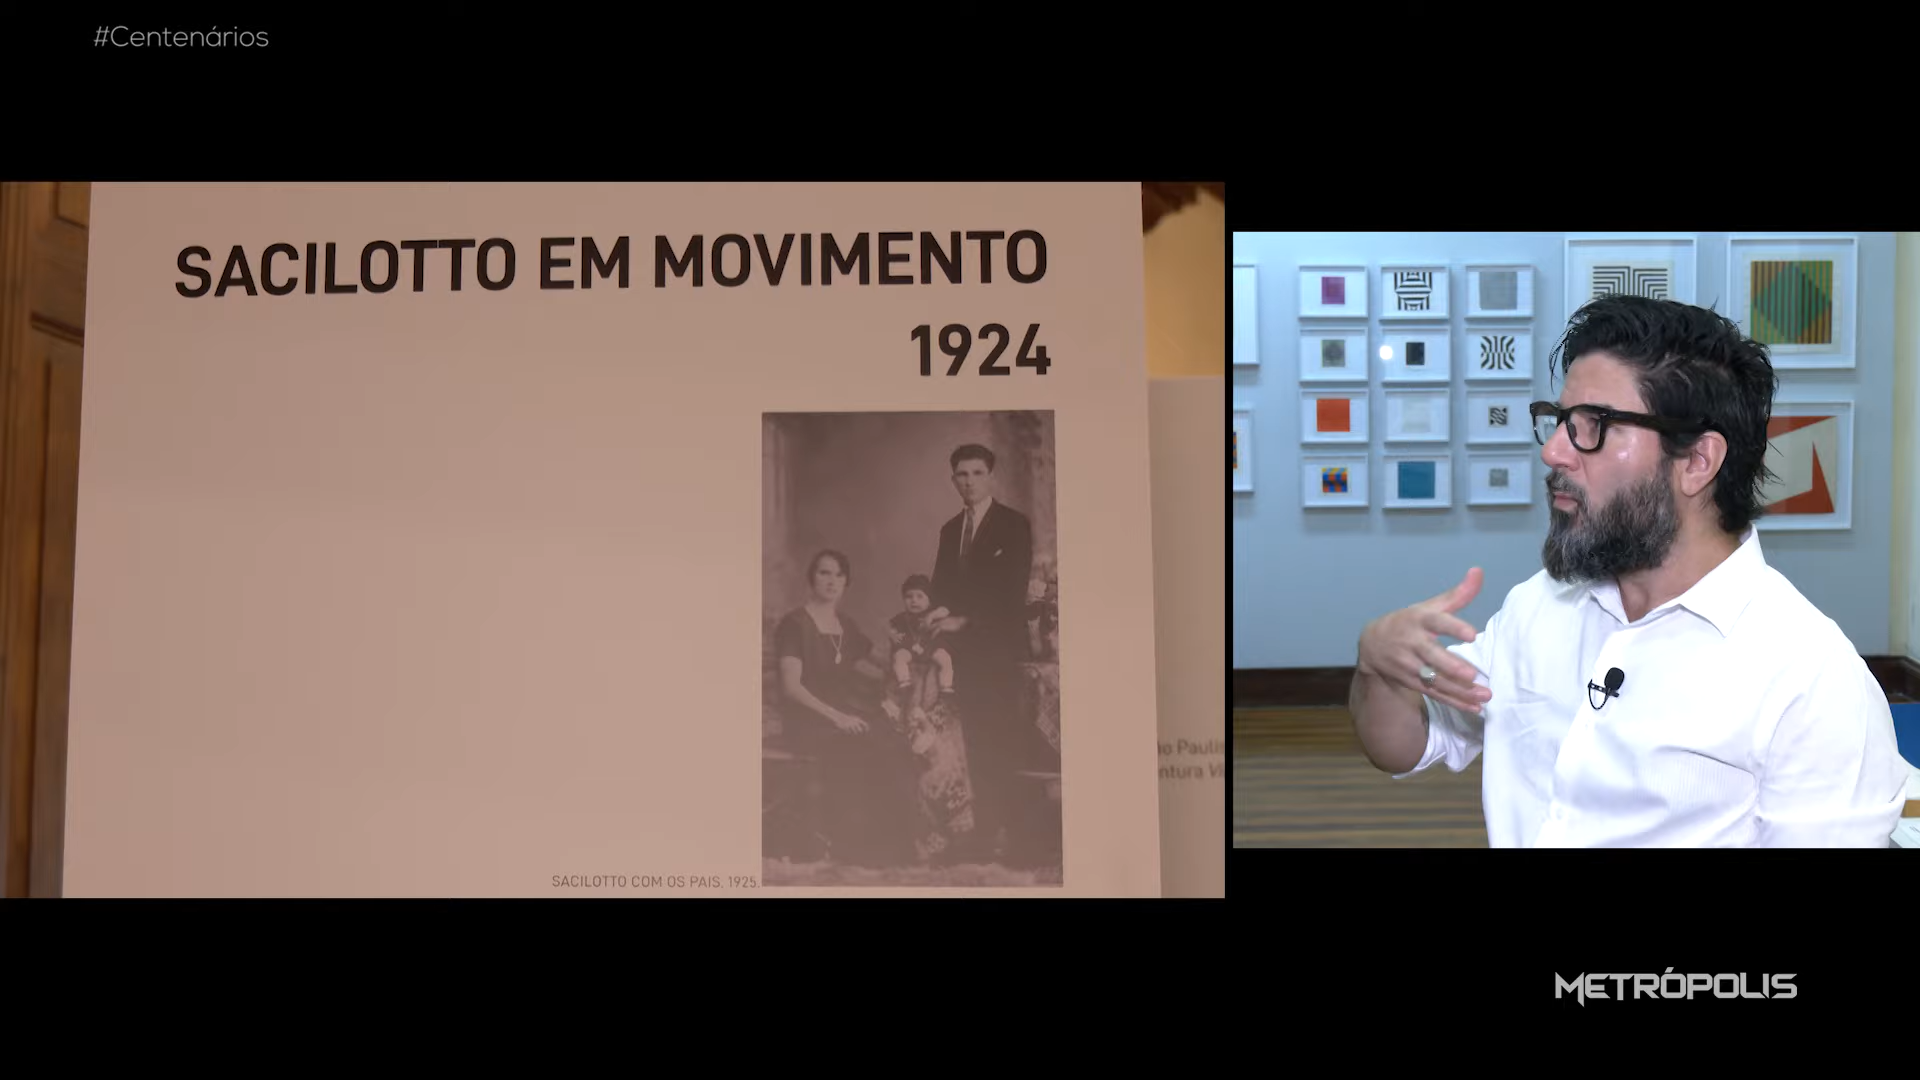 #Centenários
SACILOTTO EM MOVIMENTO
1924
SACILOTTO COM OS PAIS, 1925.
METRÓPOLIS